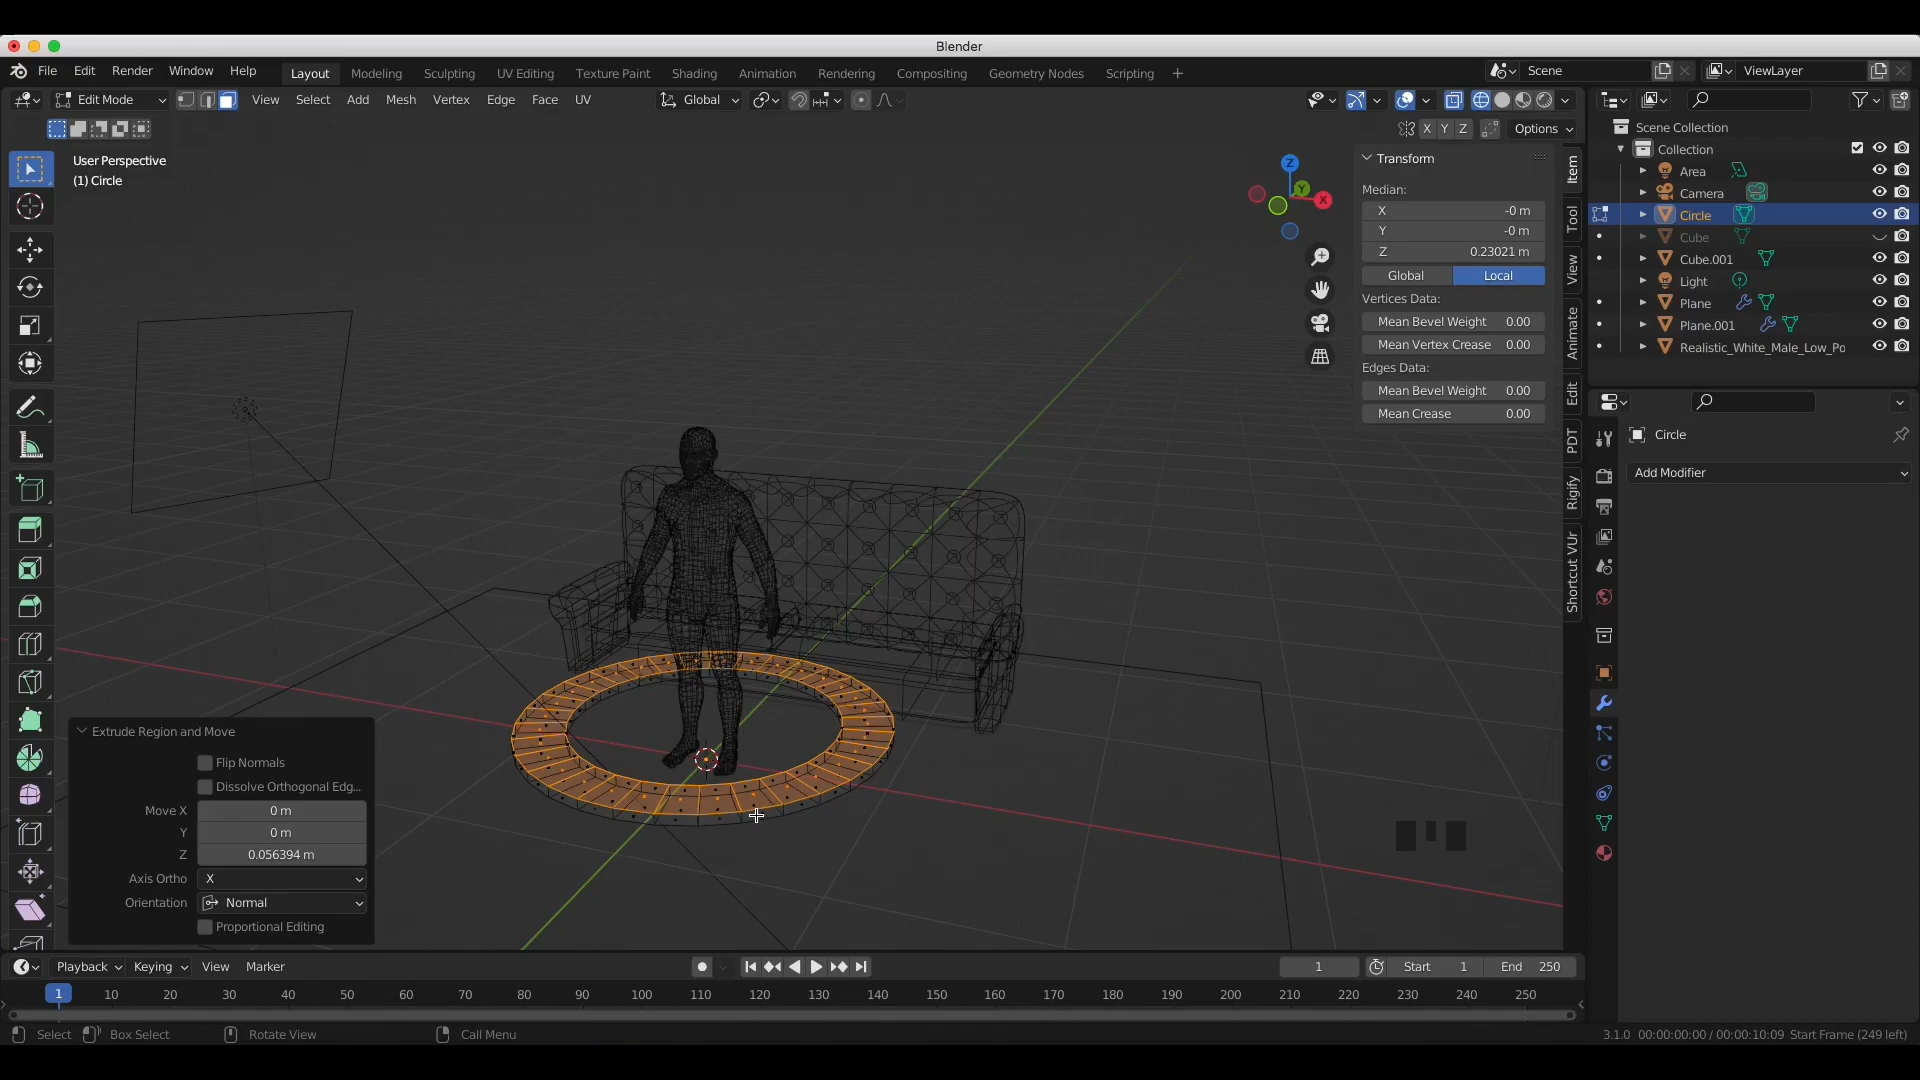 Blender
File Edit Render Window Help Layout Modeling Sculpting UV Editing Texture Paint Shading Animation Rendering Compositing Geometry Nodes Scripting + Scene ViewLayer
Edit Mode View Select Add Mesh Vertex Edge Face UV Global
X Y Z Options
User Perspective
(1) Circle
Z
Y
X
Transform
Median:
X -0 m
Y -0 m
Z 0.23021 m
Global Local
Vertices Data:
Mean Bevel Weight 0.00
Mean Vertex Crease 0.00
Edges Data:
Mean Bevel Weight 0.00
Mean Crease 0.00
Item
Tool
View
Animate
Edit
PDT
Rigify
Shortcut VUr
Scene Collection
Collection
Area
Camera
Circle
Cube
Cube.001
Light
Plane
Plane.001
Realistic_White_Male_Low_Po
Circle
Add Modifier
Extrude Region and Move
Flip Normals
Dissolve Orthogonal Edg...
Move X 0 m
Y 0 m
Z 0.056394 m
Axis Ortho X
Orientation Normal
Proportional Editing
Playback Keying View Marker 1 Start 1 End 250
1 10 20 30 40 50 60 70 80 90 100 110 120 130 140 150 160 170 180 190 200 210 220 230 240 250
Select Box Select Rotate View Call Menu 3.1.0 00:00:00:00 / 00:00:10:09 Start Frame (249 left)